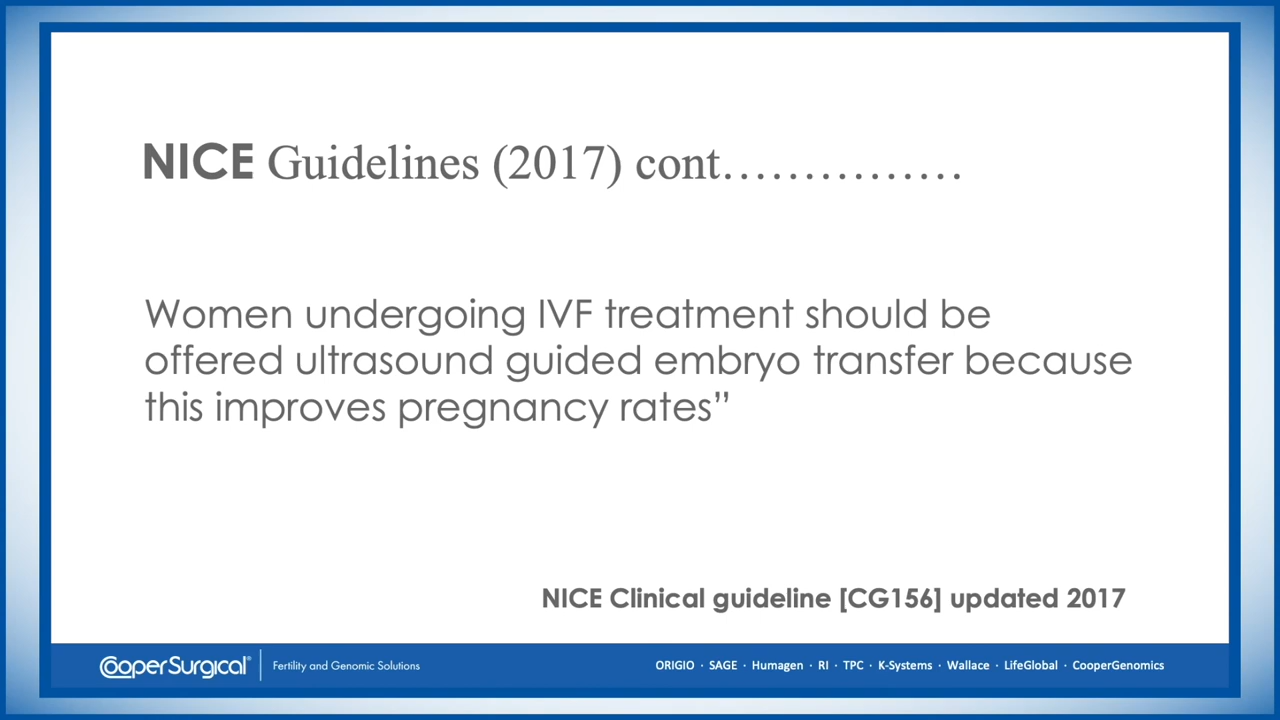 NICE Guidelines (2017) cont……………
Women undergoing IVF treatment should be
offered ultrasound guided embryo transfer because
this improves pregnancy rates”
NICE Clinical guideline [CG156] updated 2017
CooperSurgical® Fertility and Genomic Solutions
ORIGIO · SAGE · Humagen · RI · TPC · K-Systems · Wallace · LifeGlobal · CooperGenomics